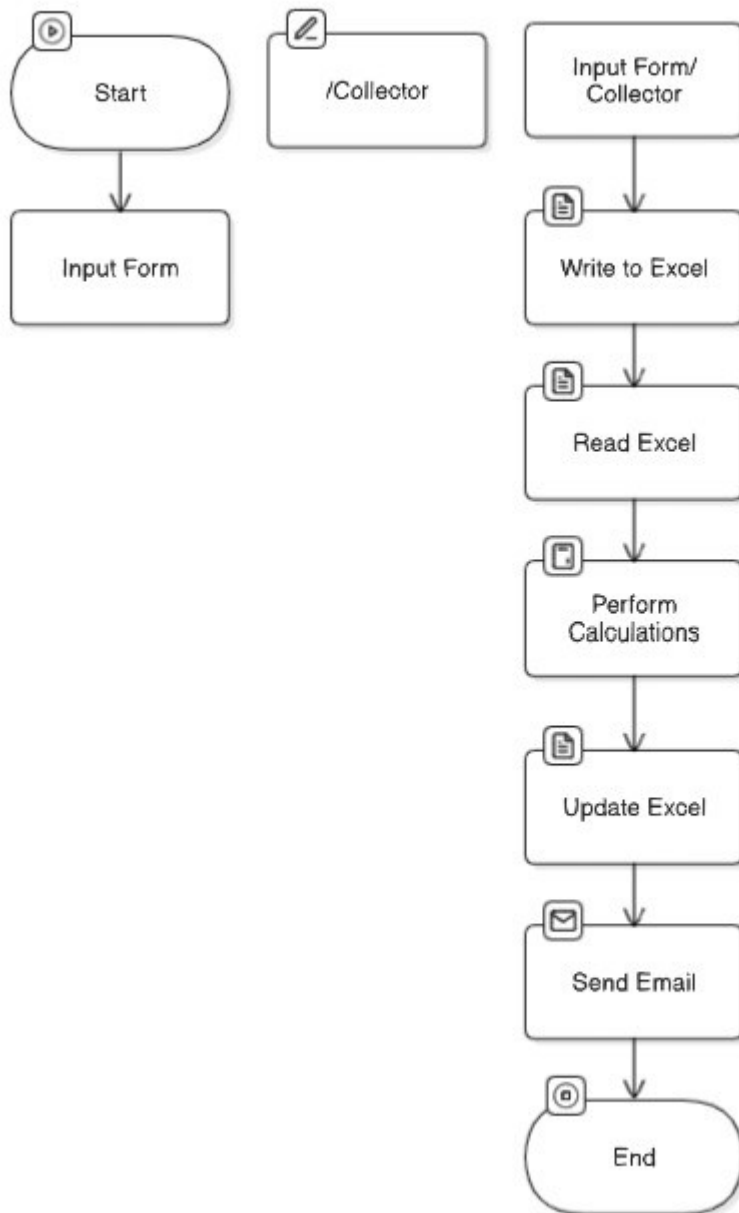 Start
Input Form
/Collector
Input Form/
Collector
Write to Excel
Read Excel
Perform
Calculations
Update Excel
Send Email
End